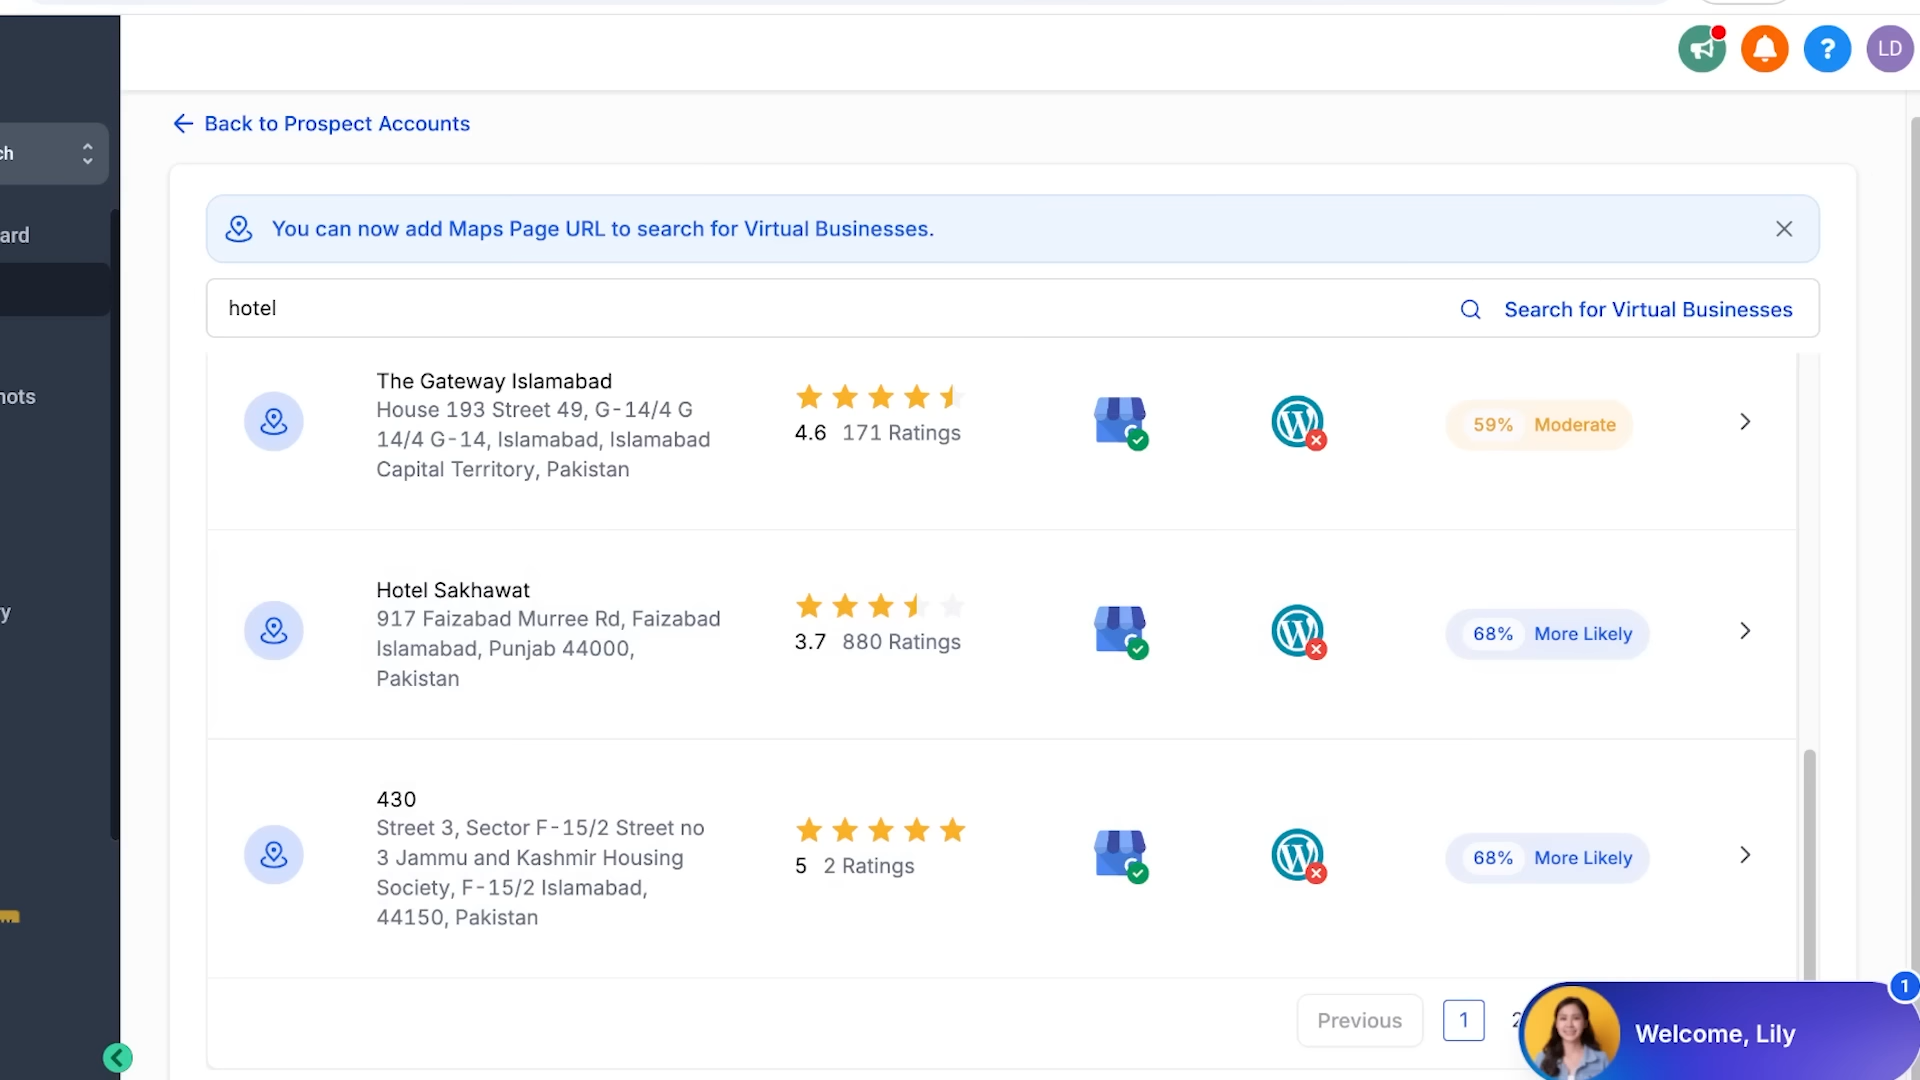 LD
Back to Prospect Accounts
ch
You can now add Maps Page URL to search for Virtual Businesses.
hotel
Search for Virtual Businesses
ard
The Gateway Islamabad
House 193 Street 49, G-14/4 G
14/4 G-14, Islamabad, Islamabad
Capital Territory, Pakistan
4.6 171 Ratings
59% Moderate
nots
Hotel Sakhawat
917 Faizabad Murree Rd, Faizabad
Islamabad, Punjab 44000,
Pakistan
3.7 880 Ratings
68% More Likely
ry
430
Street 3, Sector F-15/2 Street no
3 Jammu and Kashmir Housing
Society, F-15/2 Islamabad,
44150, Pakistan
5 2 Ratings
68% More Likely
Previous
1
2
1
Welcome, Lily